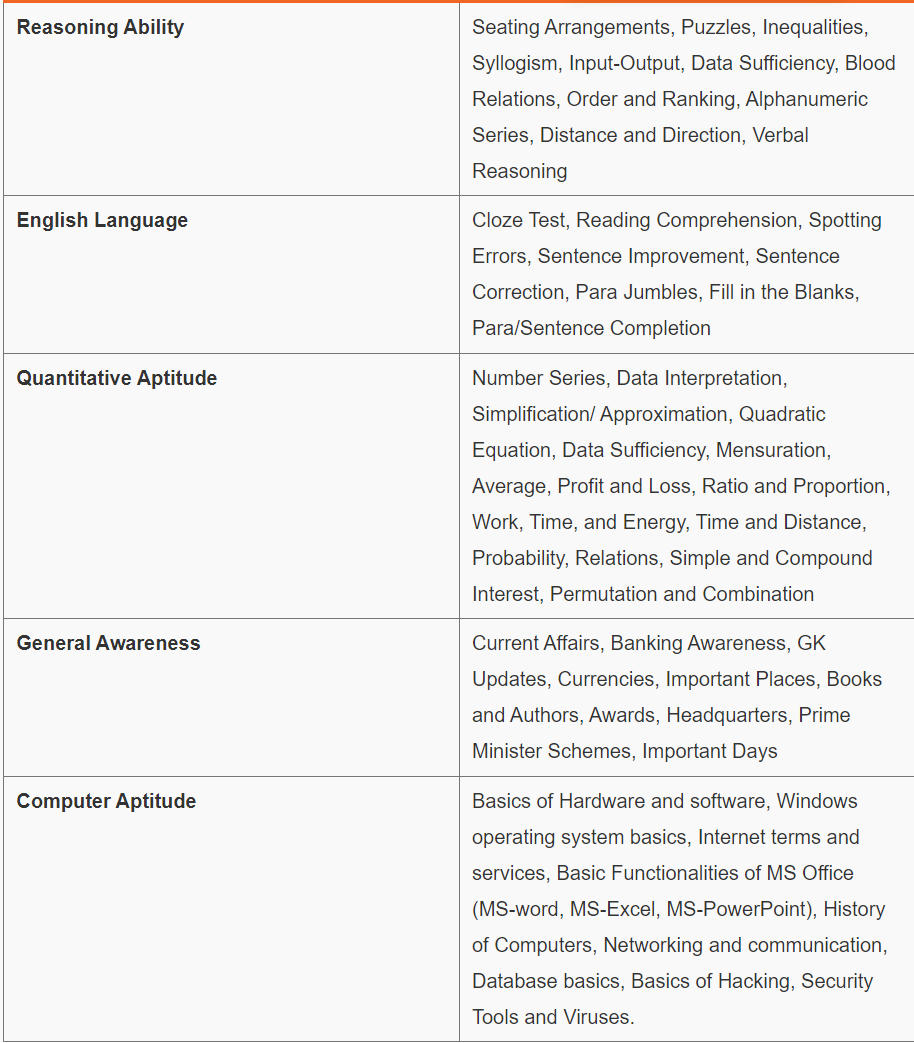 Reasoning Ability
Seating Arrangements, Puzzles, Inequalities,
Syllogism, Input-Output, Data Sufficiency, Blood
Relations, Order and Ranking, Alphanumeric
Series, Distance and Direction, Verbal
Reasoning
English Language
Cloze Test, Reading Comprehension, Spotting
Errors, Sentence Improvement, Sentence
Correction, Para Jumbles, Fill in the Blanks,
Para/Sentence Completion
Quantitative Aptitude
Number Series, Data Interpretation,
Simplification/ Approximation, Quadratic
Equation, Data Sufficiency, Mensuration,
Average, Profit and Loss, Ratio and Proportion,
Work, Time, and Energy, Time and Distance,
Probability, Relations, Simple and Compound
Interest, Permutation and Combination
General Awareness
Current Affairs, Banking Awareness, GK
Updates, Currencies, Important Places, Books
and Authors, Awards, Headquarters, Prime
Minister Schemes, Important Days
Computer Aptitude
Basics of Hardware and software, Windows
operating system basics, Internet terms and
services, Basic Functionalities of MS Office
(MS-word, MS-Excel, MS-PowerPoint), History
of Computers, Networking and communication,
Database basics, Basics of Hacking, Security
Tools and Viruses.